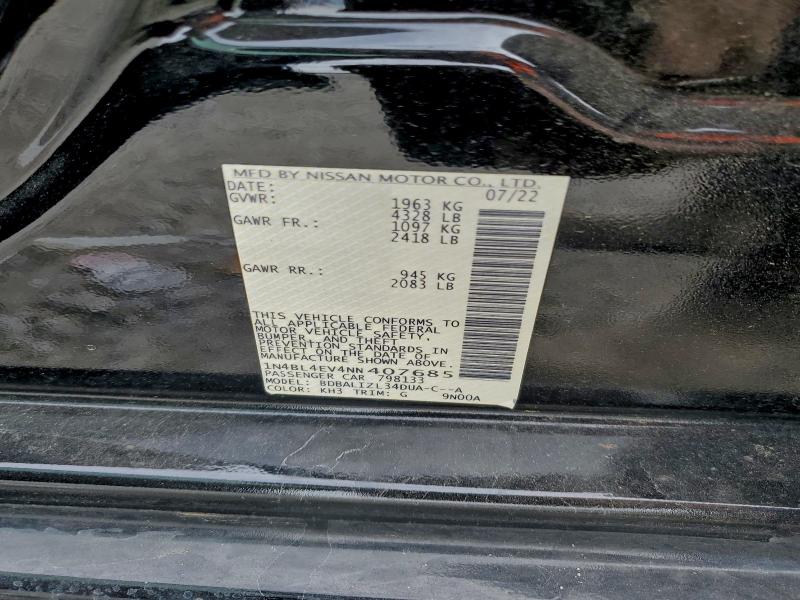 MFD BY NISSAN MOTOR CO., LTD.
DATE: 07/22
GVWR: 1963 KG
4328 LB
GAWR FR.: 1097 KG
2418 LB
GAWR RR.: 945 KG
2083 LB
THIS VEHICLE CONFORMS TO
ALL APPLICABLE FEDERAL
MOTOR VEHICLE SAFETY,
BUMPER, AND THEFT
PREVENTION STANDARDS IN
EFFECT ON THE DATE OF
MANUFACTURE SHOWN ABOVE.
1N4BL4EV4NN407685
PASSENGER CAR 798133
MODEL: BDBALIZL34DUA-C--A
COLOR: KH3 TRIM: G 9N00A